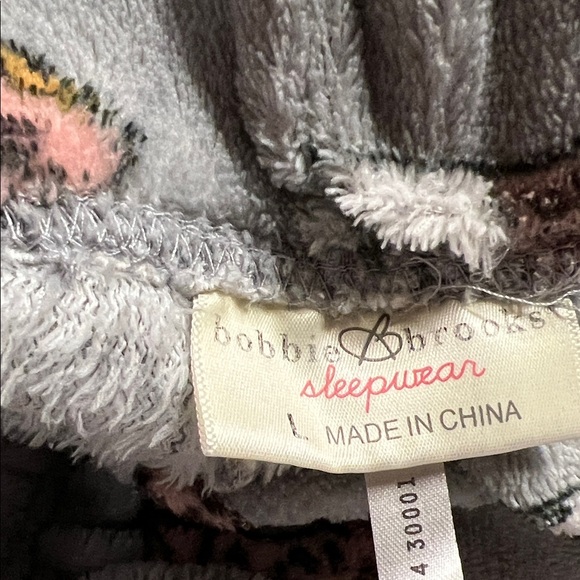 bobbie brooks
sleepwear
L MADE IN CHINA
4 30001